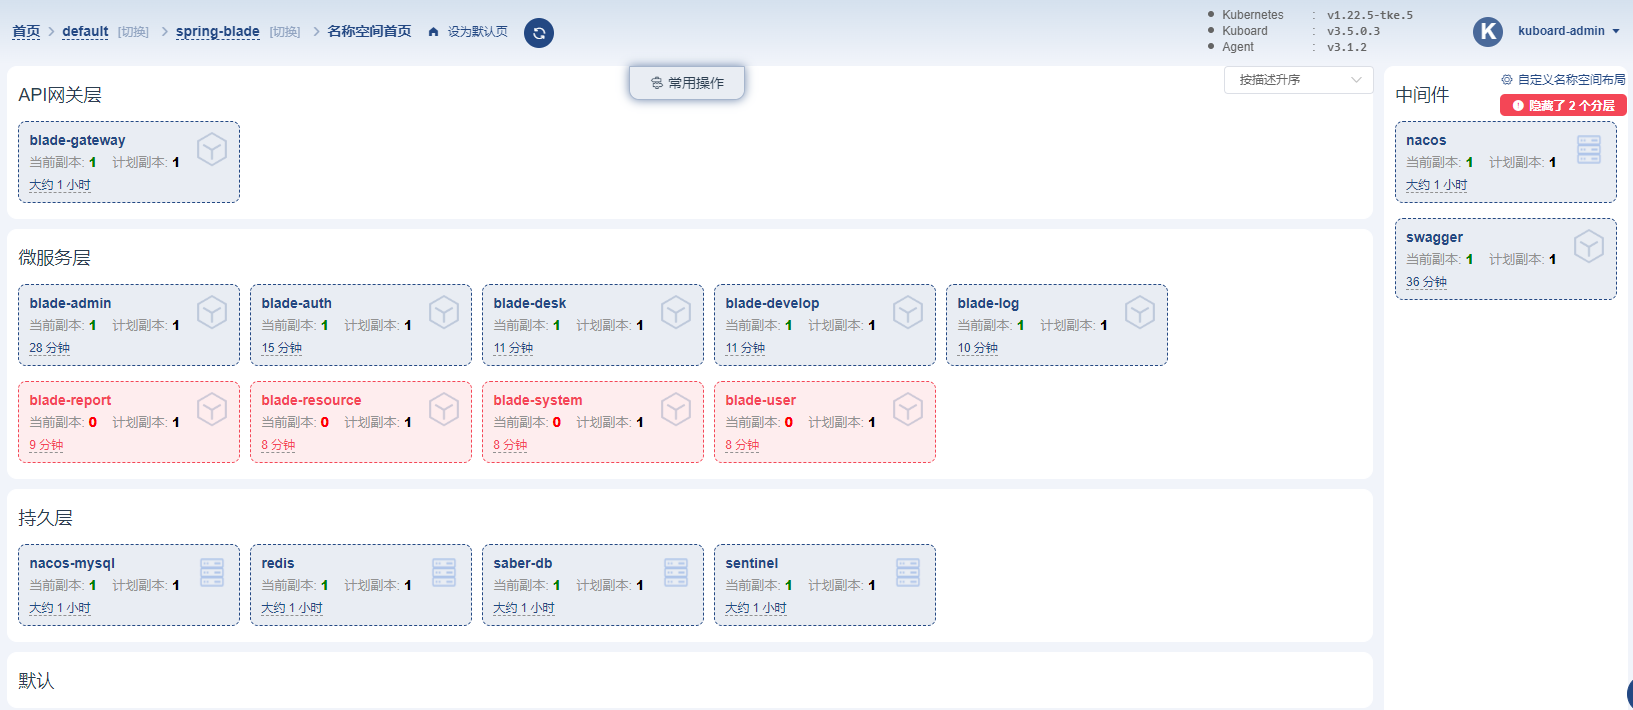 首页 > default [切换] > spring-blade [切换] > 名称空间首页 设为默认页
Kubernetes : v1.22.5-tke.5
Kuboard : v3.5.0.3
Agent : v3.1.2
K kuboard-admin
常用操作
按描述升序
自定义名称空间布局
隐藏了 2 个分层
API网关层
blade-gateway
当前副本: 1 计划副本: 1
大约 1 小时
微服务层
blade-admin
当前副本: 1 计划副本: 1
28 分钟
blade-auth
当前副本: 1 计划副本: 1
15 分钟
blade-desk
当前副本: 1 计划副本: 1
11 分钟
blade-develop
当前副本: 1 计划副本: 1
11 分钟
blade-log
当前副本: 1 计划副本: 1
10 分钟
blade-report
当前副本: 0 计划副本: 1
9 分钟
blade-resource
当前副本: 0 计划副本: 1
8 分钟
blade-system
当前副本: 0 计划副本: 1
8 分钟
blade-user
当前副本: 0 计划副本: 1
8 分钟
持久层
nacos-mysql
当前副本: 1 计划副本: 1
大约 1 小时
redis
当前副本: 1 计划副本: 1
大约 1 小时
saber-db
当前副本: 1 计划副本: 1
大约 1 小时
sentinel
当前副本: 1 计划副本: 1
大约 1 小时
默认
中间件
nacos
当前副本: 1 计划副本: 1
大约 1 小时
swagger
当前副本: 1 计划副本: 1
36 分钟